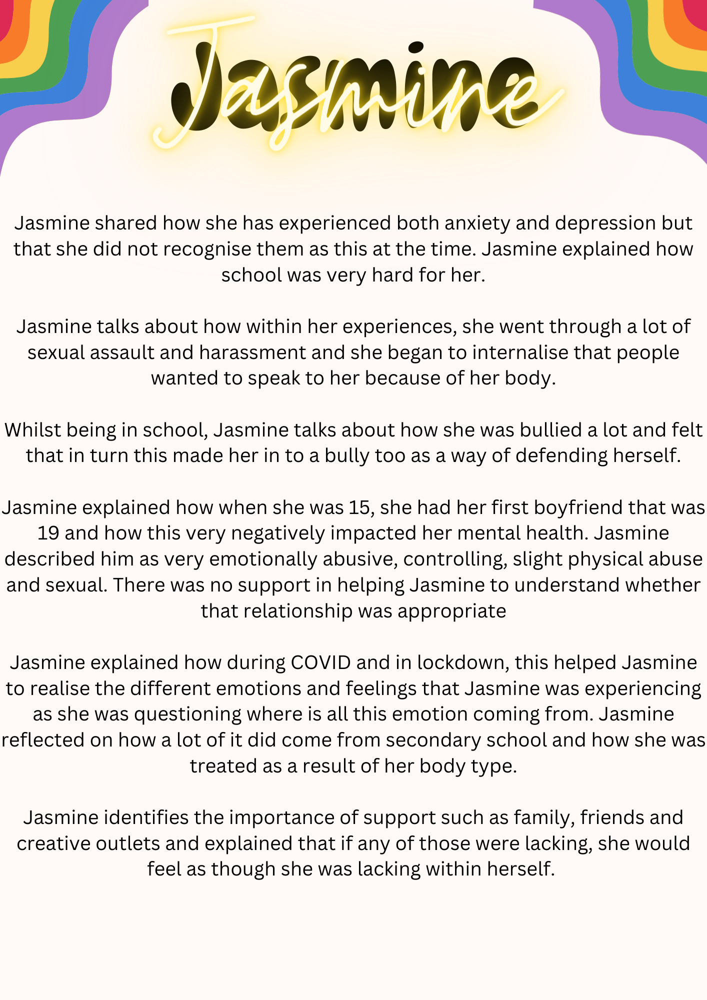 Jasmine
Jasmine shared how she has experienced both anxiety and depression but
that she did not recognise them as this at the time. Jasmine explained how
school was very hard for her.
Jasmine talks about how within her experiences, she went through a lot of
sexual assault and harassment and she began to internalise that people
wanted to speak to her because of her body.
Whilst being in school, Jasmine talks about how she was bullied a lot and felt
that in turn this made her in to a bully too as a way of defending herself.
Jasmine explained how when she was 15, she had her first boyfriend that was
19 and how this very negatively impacted her mental health. Jasmine
described him as very emotionally abusive, controlling, slight physical abuse
and sexual. There was no support in helping Jasmine to understand whether
that relationship was appropriate
Jasmine explained how during COVID and in lockdown, this helped Jasmine
to realise the different emotions and feelings that Jasmine was experiencing
as she was questioning where is all this emotion coming from. Jasmine
reflected on how a lot of it did come from secondary school and how she was
treated as a result of her body type.
Jasmine identifies the importance of support such as family, friends and
creative outlets and explained that if any of those were lacking, she would
feel as though she was lacking within herself.